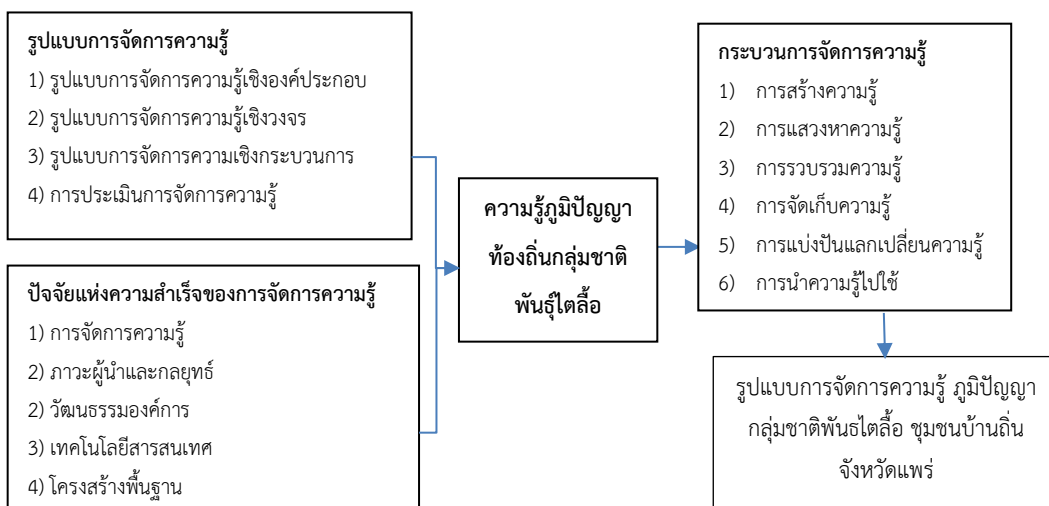 รูปแบบการจัดการความรู้
1) รูปแบบการจัดการความรู้เชิงองค์ประกอบ
2) รูปแบบการจัดการความรู้เชิงวงจร
3) รูปแบบการจัดการความเชิงกระบวนการ
4) การประเมินการจัดการความรู้
ปัจจัยแห่งความสำเร็จของการจัดการความรู้
1) การจัดการความรู้
2) ภาวะผู้นำและกลยุทธ์
2) วัฒนธรรมองค์การ
3) เทคโนโลยีสารสนเทศ
4) โครงสร้างพื้นฐาน
ความรู้ภูมิปัญญา
ท้องถิ่นกลุ่มชาติ
พันธุ์ไตลื้อ
กระบวนการจัดการความรู้
1) การสร้างความรู้
2) การแสวงหาความรู้
3) การรวบรวมความรู้
4) การจัดเก็บความรู้
5) การแบ่งปันแลกเปลี่ยนความรู้
6) การนำความรู้ไปใช้
รูปแบบการจัดการความรู้ ภูมิปัญญา
กลุ่มชาติพันธไตลื้อ ชุมชนบ้านถิ่น
จังหวัดแพร่